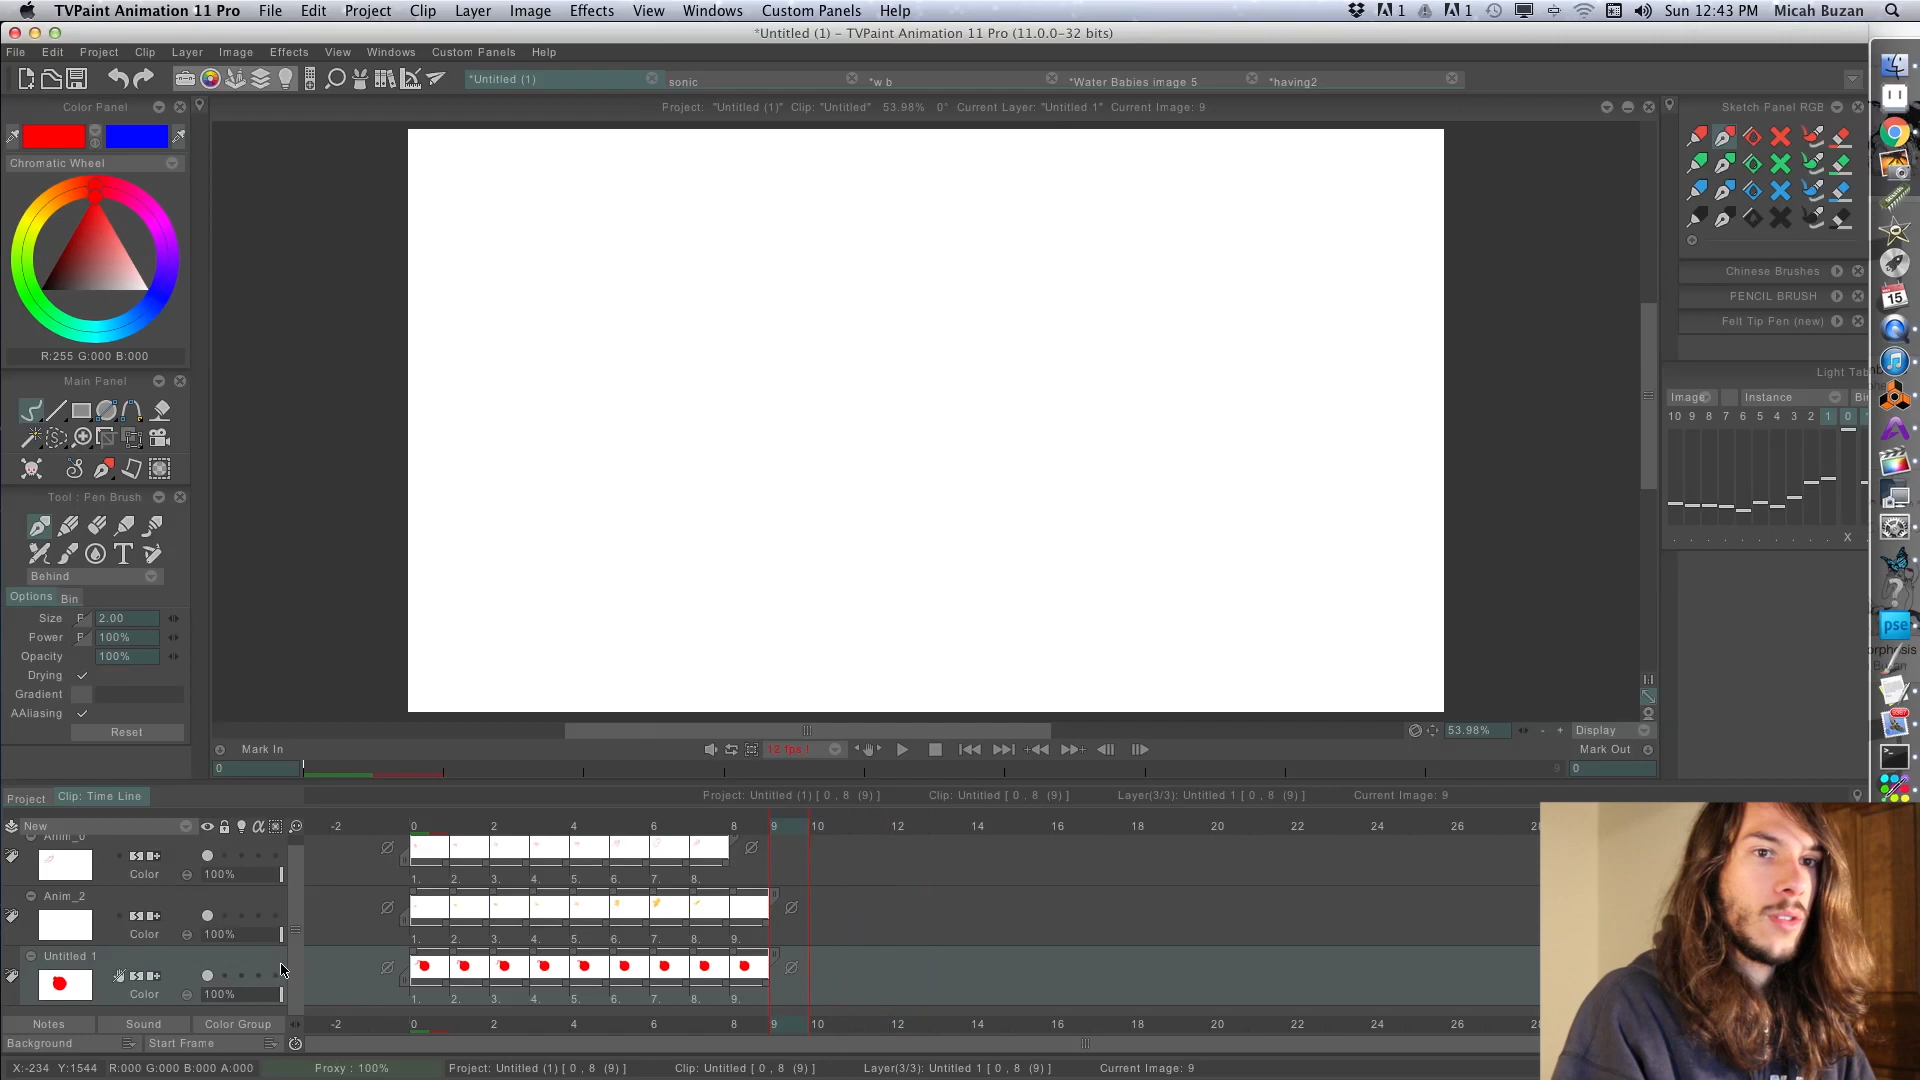 TVPaint Animation 11 Pro File Edit Project Clip Layer Image Effects View Windows Custom Panels Help 1 1 Sun 12:43 PM Micah Buzan
*Untitled (1) – TVPaint Animation 11 Pro (11.0.0-32 bits)
File Edit Project Clip Layer Image Effects View Windows Custom Panels Help
*Untitled (1) sonic *w b *Water Babies image 5 *having2
Color Panel Project: "Untitled (1)" Clip: "Untitled" 53.98% 0° Current Layer: "Untitled 1" Current Image: 9 Sketch Panel RGB
Chromatic Wheel
Chinese Brushes
PENCIL BRUSH
Felt Tip Pen (new)
R:255 G:000 B:000
Main Panel
Light Tab
Image Instance
10 9 8 7 6 5 4 3 2 1 0
X
Tool : Pen Brush
T
Behind
Options Bin
Size P 2.00
Power P 100%
Opacity 100%
Drying
Gradient
AAliasing
Reset
pse
orphosis
53.98% - + Display
Mark In 12 fps ! Mark Out
0 9 0
Project Clip: Time Line Project: Untitled (1) [ 0 , 8 (9) ] Clip: Untitled [ 0 , 8 (9) ] Layer(3/3): Untitled 1 [ 0 , 8 (9) ] Current Image: 9
New -2 0 2 4 6 8 9 10 12 14 16 18 20 22 24 26 28
Anim_0
Color 100% 1. 2. 3. 4. 5. 6. 7. 8.
Anim_2
Color 100% 1. 2. 3. 4. 5. 6. 7. 8. 9.
Untitled 1
Color 100% 1. 2. 3. 4. 5. 6. 7. 8. 9.
Notes Sound Color Group -2 0 2 4 6 8 9 10 12 14 16 18 20 22 24 26 28
Background Start Frame
X:-234 Y:1544 R:000 G:000 B:000 A:000 Proxy : 100% Project: Untitled (1) [ 0 , 8 (9) ] Clip: Untitled [ 0 , 8 (9) ] Layer(3/3): Untitled 1 [ 0 , 8 (9) ] Current Image: 9